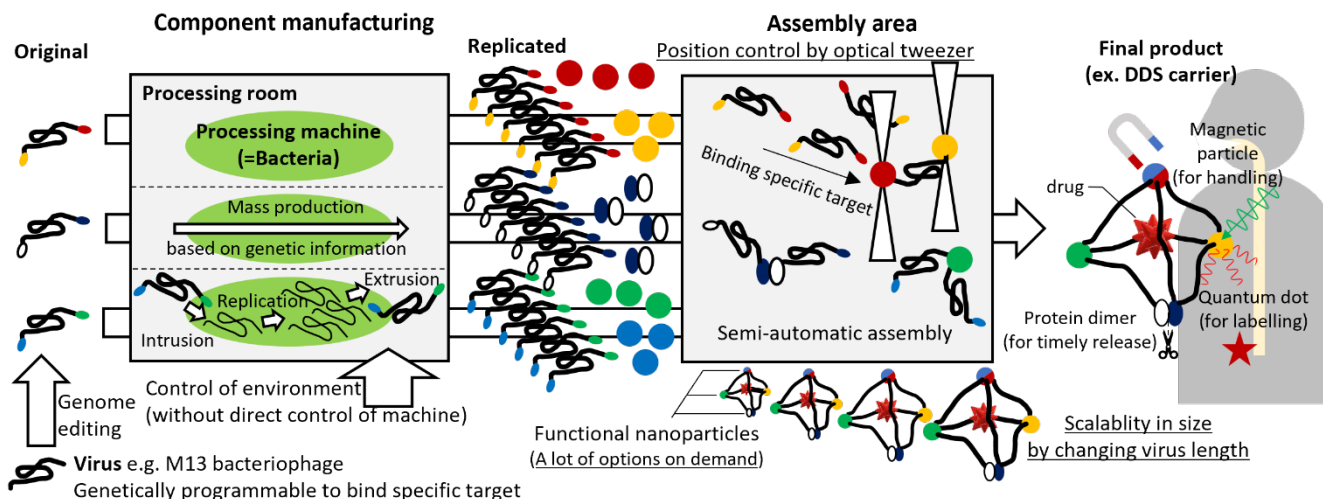 Component manufacturing
Original
Processing room
Processing machine
(=Bacteria)
Mass production
based on genetic information
Replication
Extrusion
Intrusion
Control of environment
(without direct control of machine)
Genome
editing
Virus e.g. M13 bacteriophage
Genetically programmable to bind specific target
Replicated
Assembly area
Position control by optical tweezer
Binding specific target
Semi-automatic assembly
Functional nanoparticles
(A lot of options on demand)
Final product
(ex. DDS carrier)
Magnetic
particle
(for handling)
drug
Quantum dot
(for labelling)
Protein dimer
(for timely release)
Scalablity in size
by changing virus length